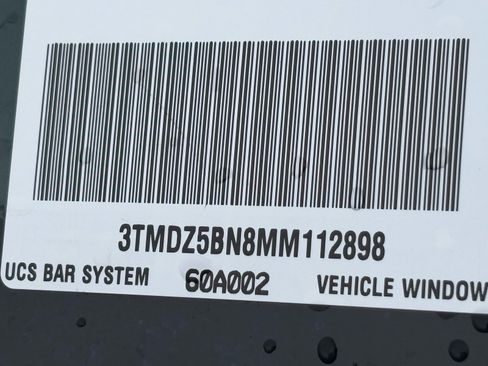 3TMDZ5BN8MM112898
UCS BAR SYSTEM 60A002 VEHICLE WINDOW